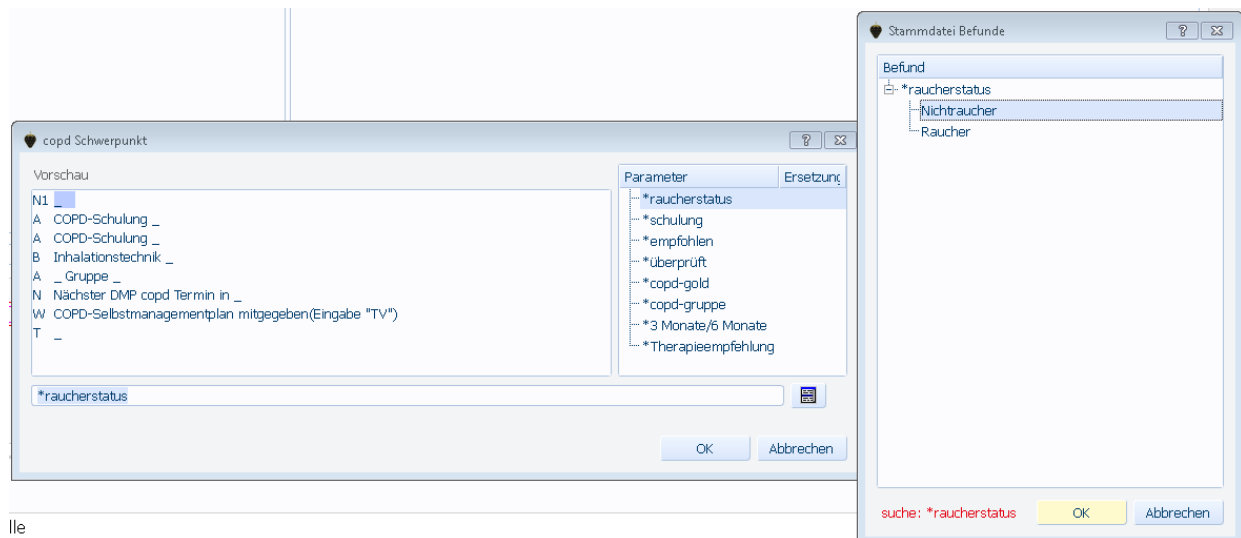 copd Schwerpunkt
Vorschau
N1 _
A COPD-Schulung _
A COPD-Schulung _
B Inhalationstechnik _
A _ Gruppe _
N Nächster DMP copd Termin in _
W COPD-Selbstmanagementplan mitgegeben(Eingabe "TV")
T _
Parameter Ersetzung
*raucherstatus
*schulung
*empfohlen
*überprüft
*copd-gold
*copd-gruppe
*3 Monate/6 Monate
*Therapieempfehlung
*raucherstatus
OK Abbrechen
lle
Stammdatei Befunde
Befund
*raucherstatus
Nichtraucher
Raucher
suche: *raucherstatus OK Abbrechen